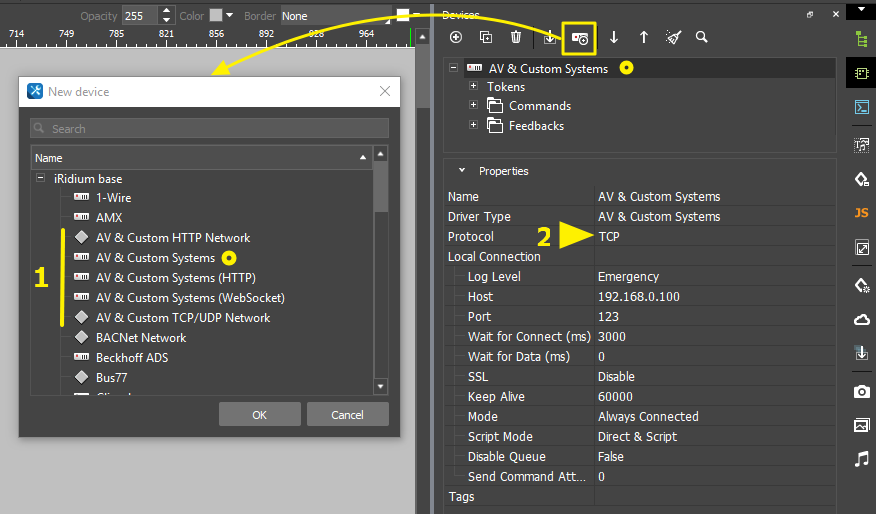 Opacity 255 Color Border None
714 749 785 821 856 892 928 964
Devices
New device
Search
Name
iRidium base
1-Wire
AMX
AV & Custom HTTP Network
AV & Custom Systems
AV & Custom Systems (HTTP)
AV & Custom Systems (WebSocket)
AV & Custom TCP/UDP Network
BACNet Network
Beckhoff ADS
Bus77
1
OK Cancel
AV & Custom Systems
Tokens
Commands
Feedbacks
Properties
Name AV & Custom Systems
Driver Type AV & Custom Systems
Protocol 2 TCP
Local Connection
Log Level Emergency
Host 192.168.0.100
Port 123
Wait for Connect (ms) 3000
Wait for Data (ms) 0
SSL Disable
Keep Alive 60000
Mode Always Connected
Script Mode Direct & Script
Disable Queue False
Send Command Att... 0
Tags
JS